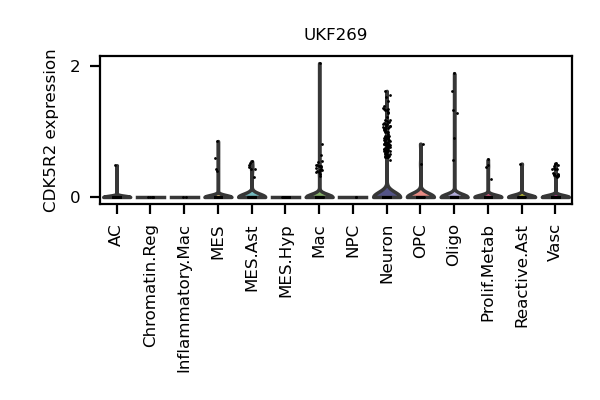 UKF269
CDK5R2 expression
2
0
AC
Chromatin.Reg
Inflammatory.Mac
MES
MES.Ast
MES.Hyp
Mac
NPC
Neuron
OPC
Oligo
Prolif.Metab
Reactive.Ast
Vasc